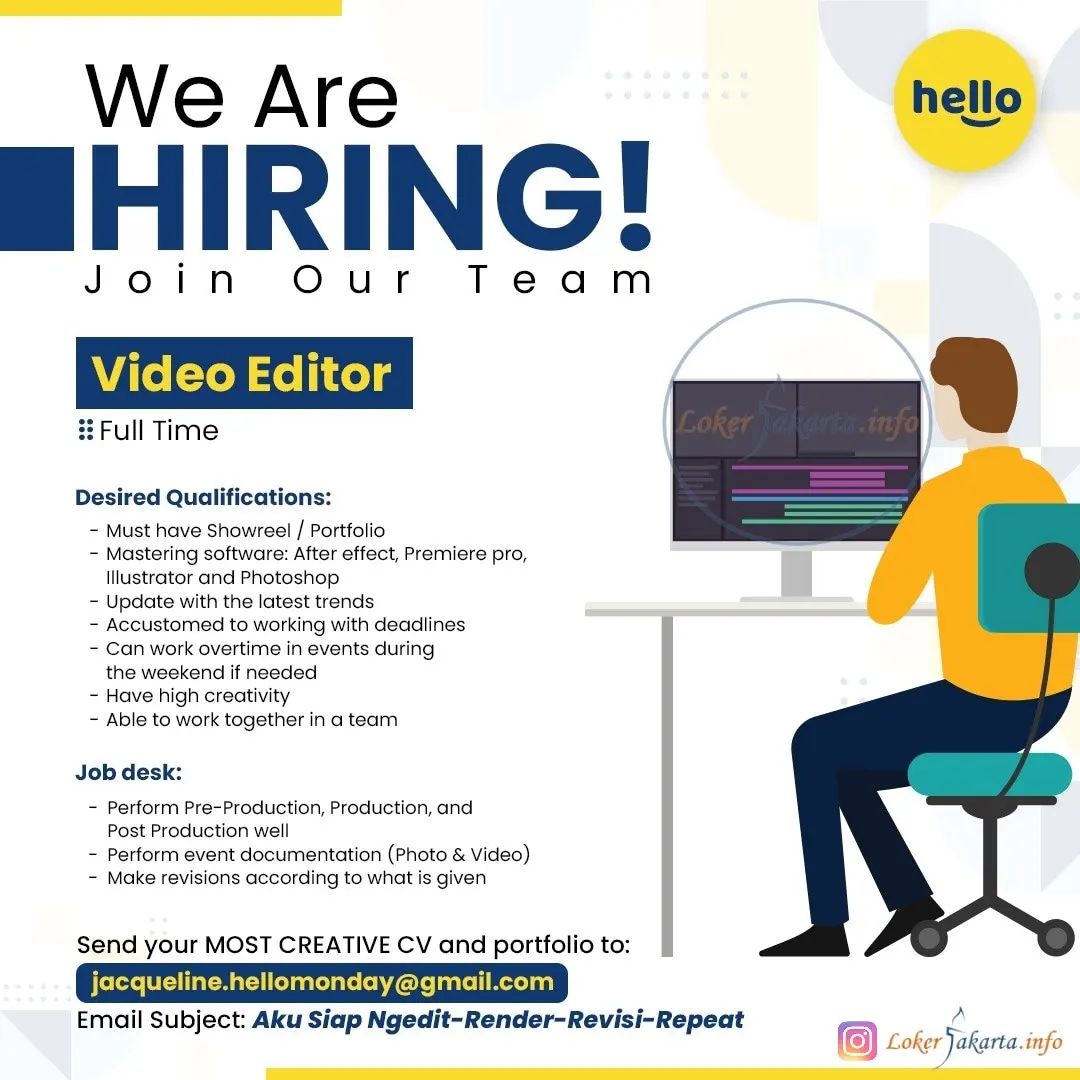 We Are
HIRING!
Join Our Team
hello
Video Editor
Full Time
Desired Qualifications:
- Must have Showreel / Portfolio
- Mastering software: After effect, Premiere pro,
Illustrator and Photoshop
- Update with the latest trends
- Accustomed to working with deadlines
- Can work overtime in events during
the weekend if needed
- Have high creativity
- Able to work together in a team
Loker Jakarta.info
Job desk:
- Perform Pre-Production, Production, and
Post Production well
- Perform event documentation (Photo & Video)
- Make revisions according to what is given
Send your MOST CREATIVE CV and portfolio to:
jacqueline.hellomonday@gmail.com
Email Subject: Aku Siap Ngedit-Render-Revisi-Repeat
Loker Jakarta.info